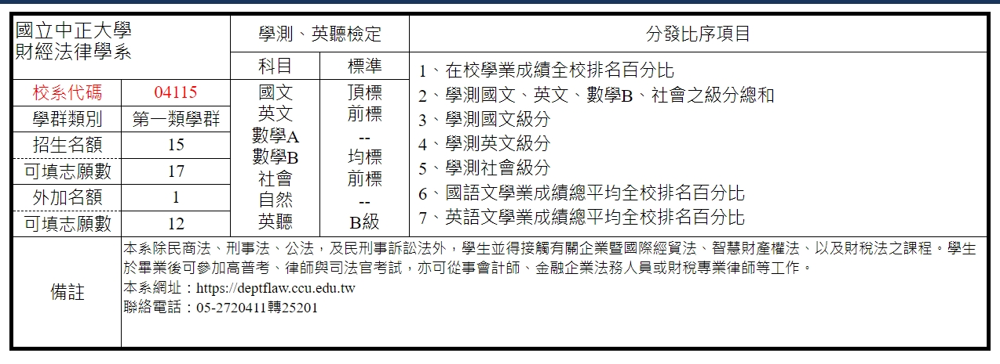 國立中正大學
財經法律學系
校系代碼 04115
學群類別 第一類學群
招生名額 15
可填志願數 17
外加名額 1
可填志願數 12
學測、英聽檢定
科目 標準
國文 頂標
英文 前標
數學A --
數學B 均標
社會 前標
自然 --
英聽 B級
分發比序項目
1、在校學業成績全校排名百分比
2、學測國文、英文、數學B、社會之級分總和
3、學測國文級分
4、學測英文級分
5、學測社會級分
6、國語文學業成績總平均全校排名百分比
7、英語文學業成績總平均全校排名百分比
備註
本系除民商法、刑事法、公法，及民刑事訴訟法外，學生並得接觸有關企業暨國際經貿法、智慧財產權法、以及財稅法之課程。學生
於畢業後可參加高普考、律師與司法官考試，亦可從事會計師、金融企業法務人員或財稅專業律師等工作。
本系網址：https://deptflaw.ccu.edu.tw
聯絡電話：05-2720411轉25201